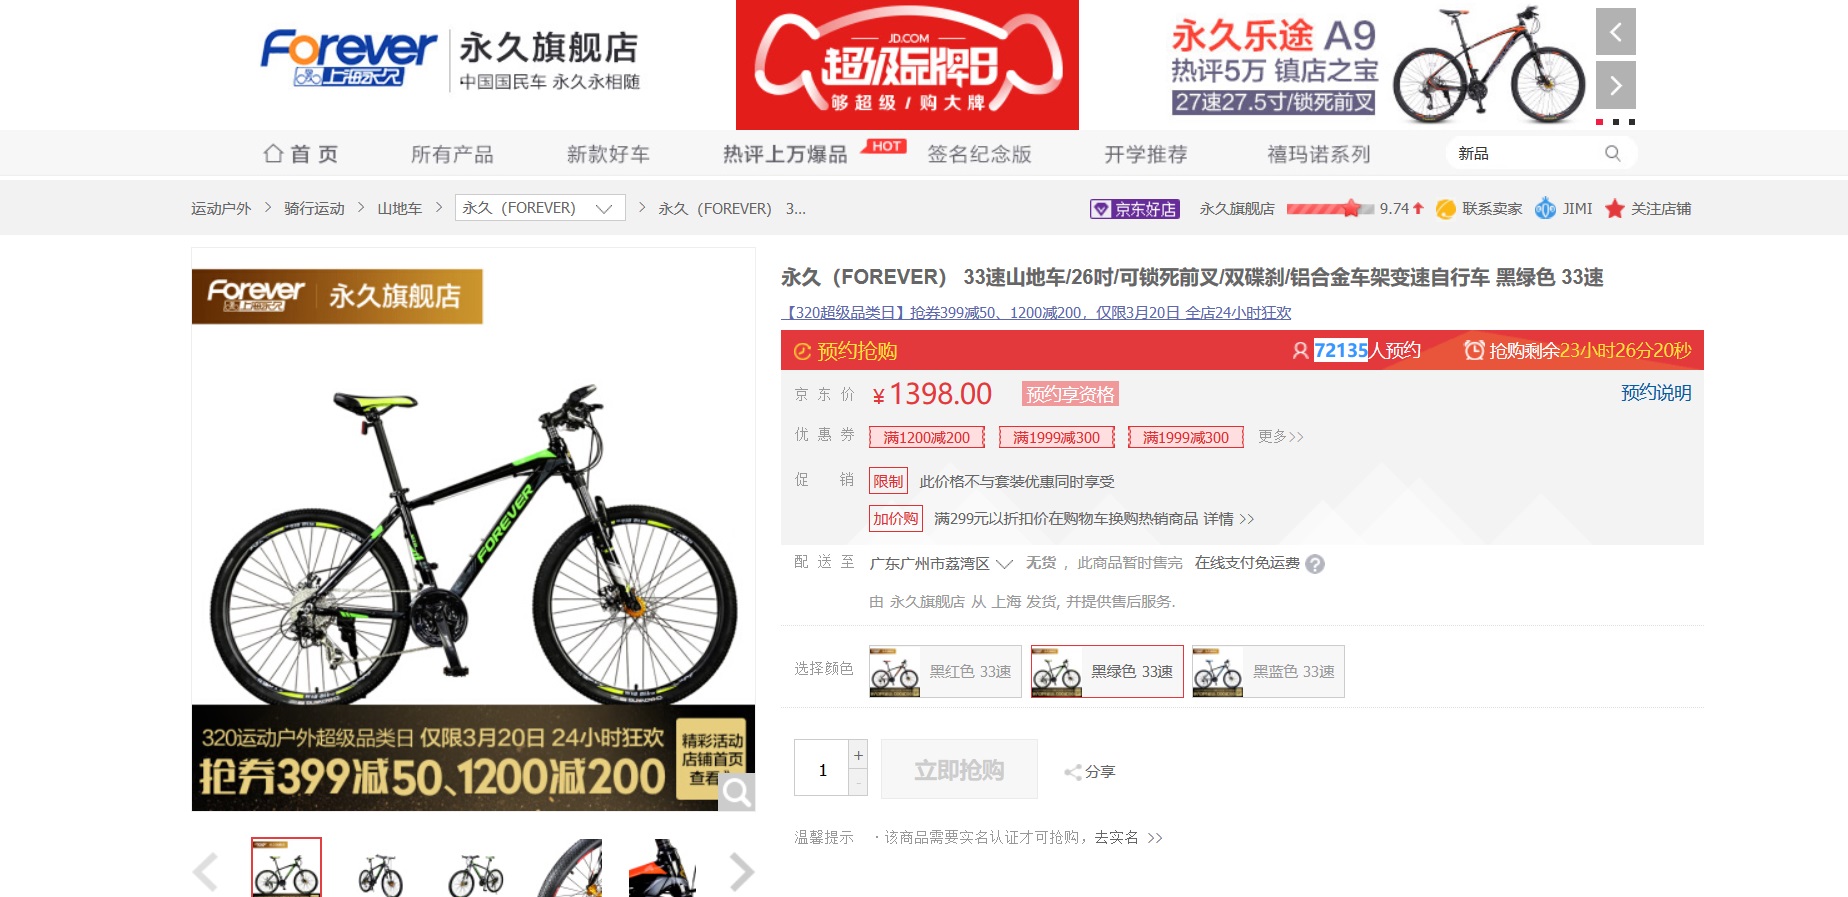 Forever
上海永久
永久旗舰店
中国国民车 永久永相随
JD.COM
超级品牌日
够超级/购大牌
永久乐途 A9
热评5万 镇店之宝
27速27.5寸/锁死前叉
首页 所有产品 新款好车 热评上万爆品 HOT 签名纪念版 开学推荐 禧玛诺系列 新品
运动户外 > 骑行运动 > 山地车 > 永久（FOREVER） > 永久（FOREVER） 3...
京东好店 永久旗舰店 9.74 联系卖家 JIMI 关注店铺
Forever 上海永久 永久旗舰店
FOREVER
320运动户外超级品类日 仅限3月20日 24小时狂欢
抢券399减50、1200减200
精彩活动
店铺首页
查看
永久（FOREVER） 33速山地车/26吋/可锁死前叉/双碟刹/铝合金车架变速自行车 黑绿色 33速
【320超级品类日】抢券399减50、1200减200，仅限3月20日 全店24小时狂欢
预约抢购 72135人预约 抢购剩余23小时26分20秒
京东价 ￥1398.00 预约享资格 预约说明
优惠券 满1200减200 满1999减300 满1999减300 更多>>
促销 限制 此价格不与套装优惠同时享受
加价购 满299元以折扣价在购物车换购热销商品 详情 >>
配送至 广东广州市荔湾区 无货 ，此商品暂时售完 在线支付免运费 ?
由 永久旗舰店 从 上海 发货, 并提供售后服务.
选择颜色 黑红色 33速 黑绿色 33速 黑蓝色 33速
1 + - 立即抢购 分享
温馨提示 ·该商品需要实名认证才可抢购，去实名 >>